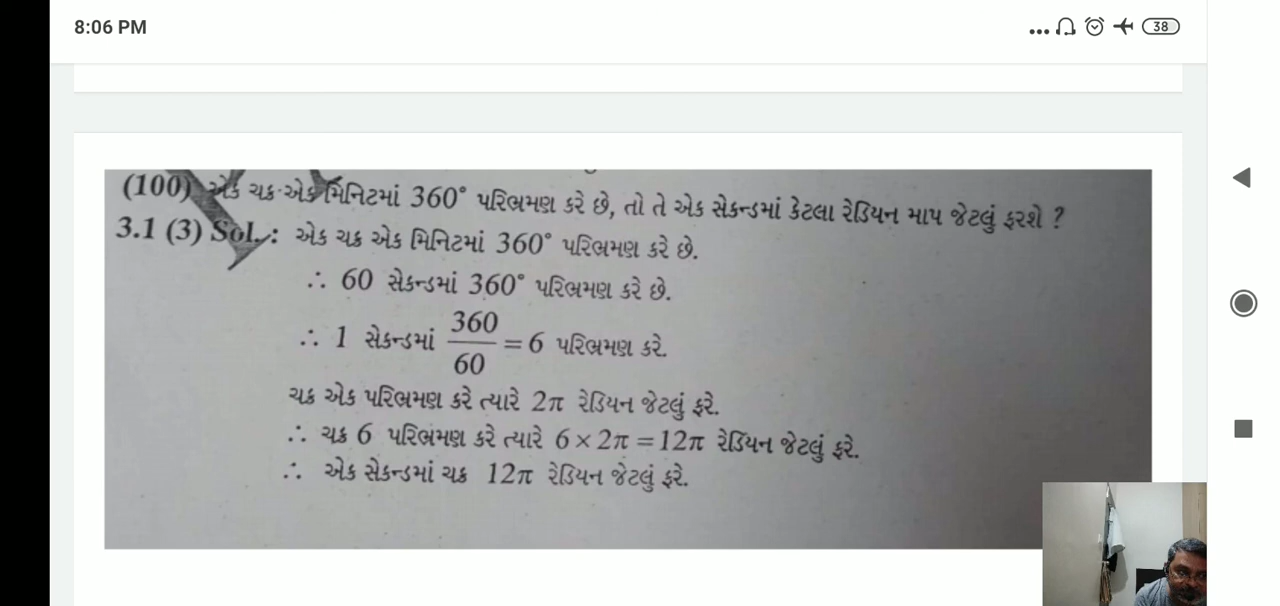 8:06 PM
38
(100) એક ચક્ર એક મિનિટમાં 360° પરિભ્રમણ કરે છે, તો તે એક સેકન્ડમાં કેટલા રેડિયન માપ જેટલું ફરશે ?
3.1 (3) Sol. : એક ચક્ર એક મિનિટમાં 360° પરિભ્રમણ કરે છે.
∴ 60 સેકન્ડમાં 360° પરિભ્રમણ કરે છે.
∴ 1 સેકન્ડમાં 360/60 = 6 પરિભ્રમણ કરે.
ચક્ર એક પરિભ્રમણ કરે ત્યારે 2π રેડિયન જેટલું ફરે.
∴ ચક્ર 6 પરિભ્રમણ કરે ત્યારે 6 × 2π = 12π રેડિયન જેટલું ફરે.
∴ એક સેકન્ડમાં ચક્ર 12π રેડિયન જેટલું ફરે.